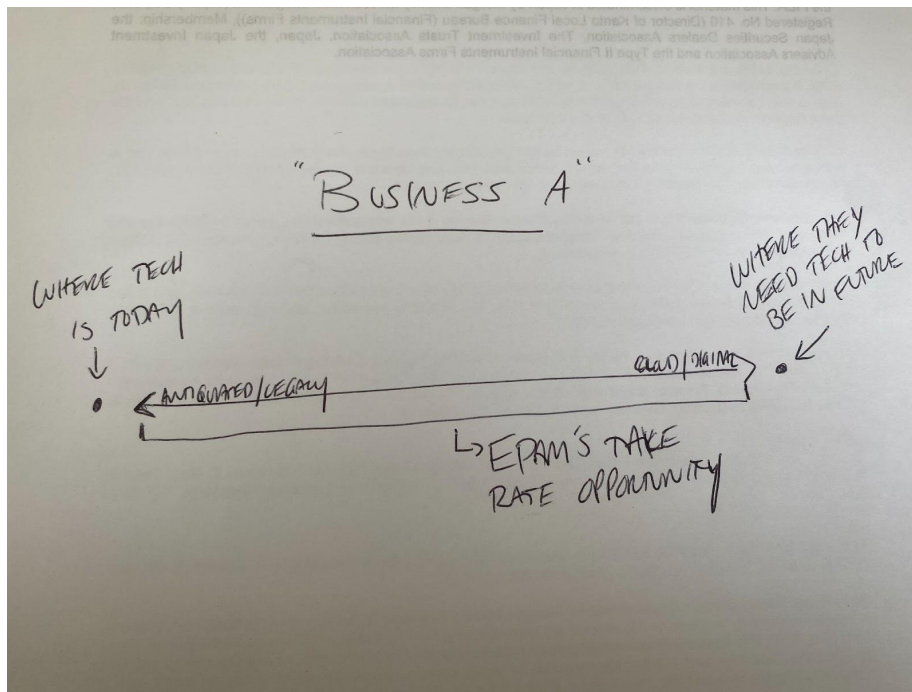 "BUSINESS A"
WHERE TECH
IS TODAY
WHERE THEY
NEED TECH TO
BE IN FUTURE
ANTIQUATED/LEGACY
CLOUD/DIGITAL
EPAM'S TAKE
RATE OPPORTUNITY